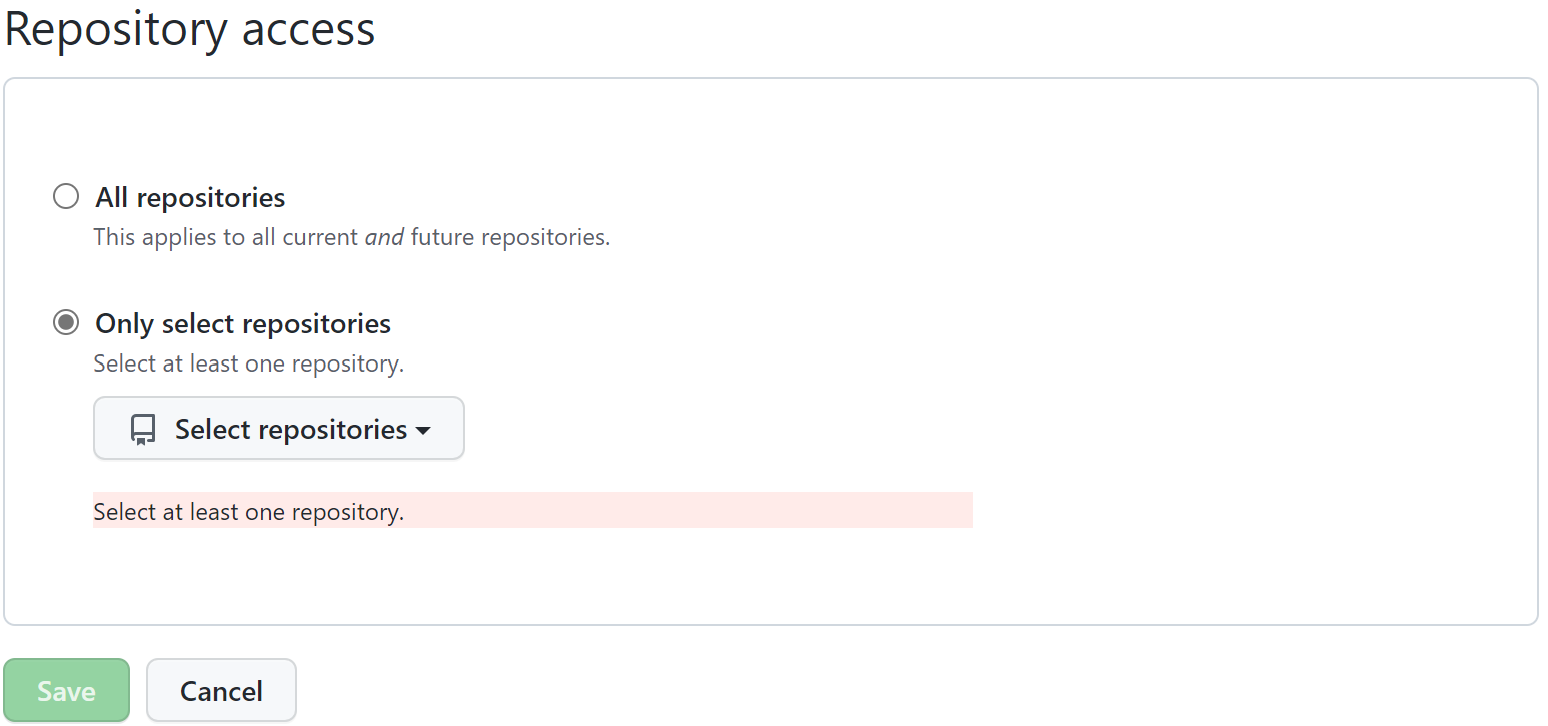 Repository access
All repositories
This applies to all current and future repositories.
Only select repositories
Select at least one repository.
Select repositories
Select at least one repository.
Save
Cancel